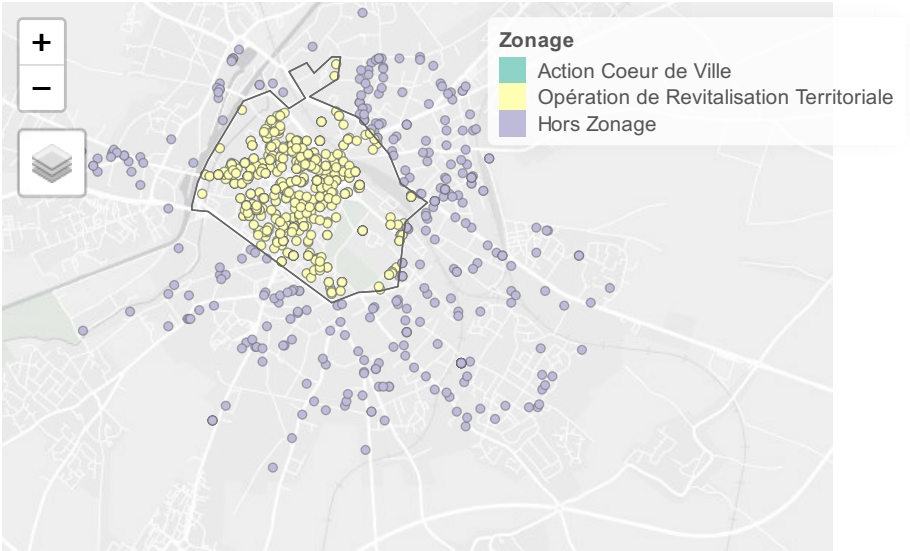 +
−
Zonage
Action Coeur de Ville
Opération de Revitalisation Territoriale
Hors Zonage